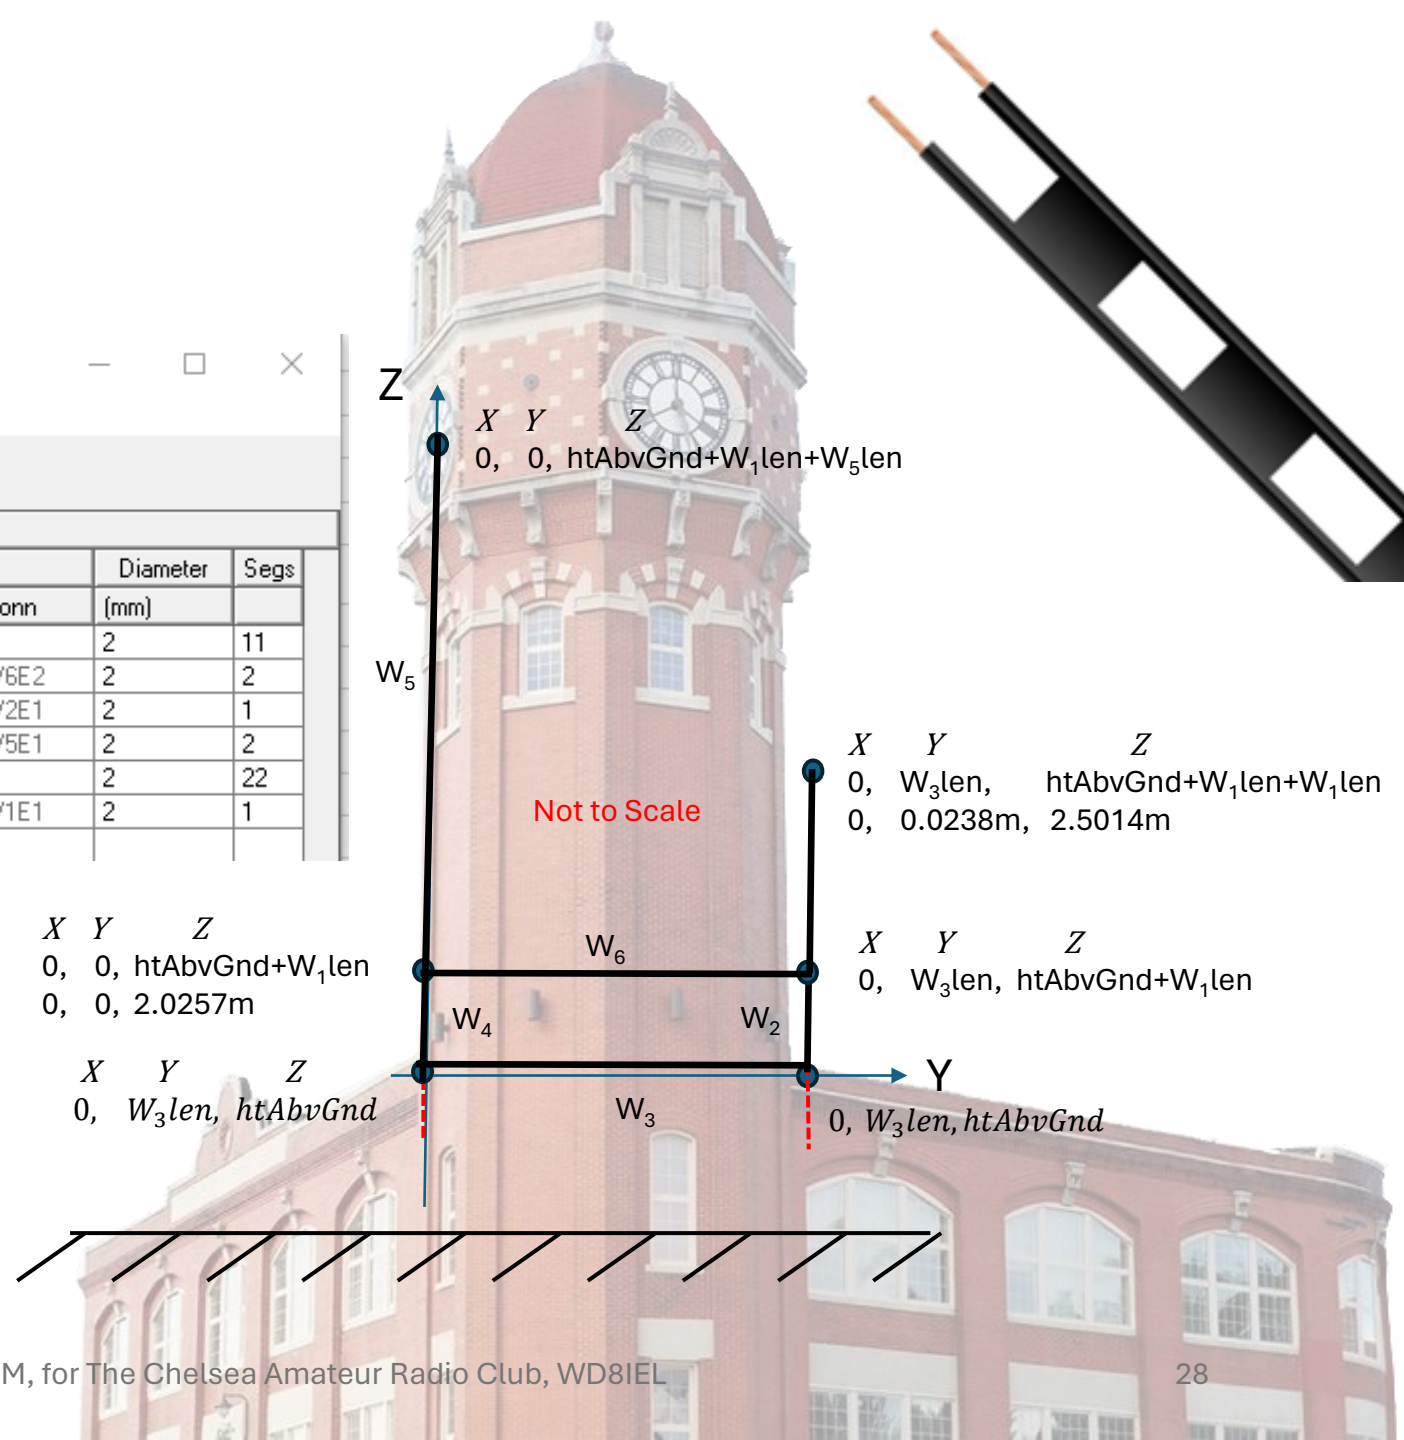 Z
X Y Z
0, 0, htAbvGnd+W₁len+W₅len
Diameter Segs
onn (mm)
2 11
6E2 2 2
2E1 2 1
5E1 2 2
2 22
1E1 2 1
W₅
X Y Z
0, W₃len, htAbvGnd+W₁len+W₁len
0, 0.0238m, 2.5014m
Not to Scale
X Y Z
0, 0, htAbvGnd+W₁len
0, 0, 2.0257m
W₆
X Y Z
0, W₃len, htAbvGnd+W₁len
W₄
W₂
X Y Z
0, W₃len, htAbvGnd
Y
W₃
0, W₃len, htAbvGnd
M, for The Chelsea Amateur Radio Club, WD8IEL
28